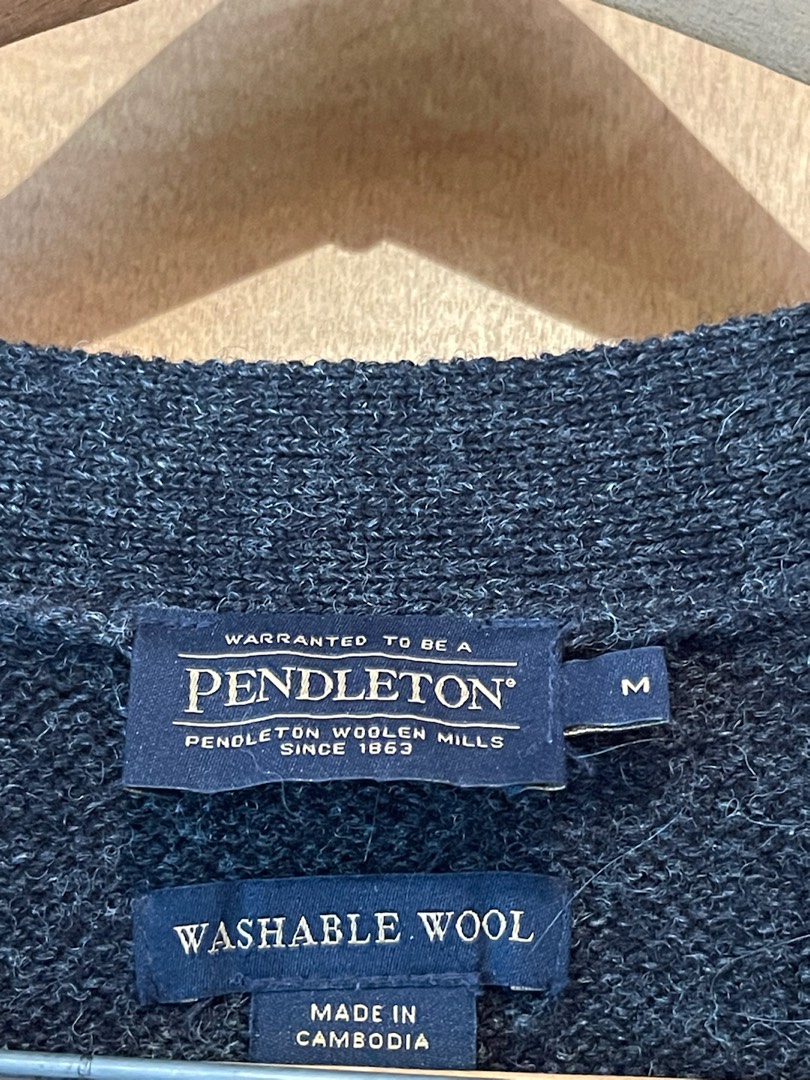 WARRANTED TO BE A
PENDLETON®
M
PENDLETON WOOLEN MILLS
SINCE 1863
WASHABLE WOOL
MADE IN
CAMBODIA